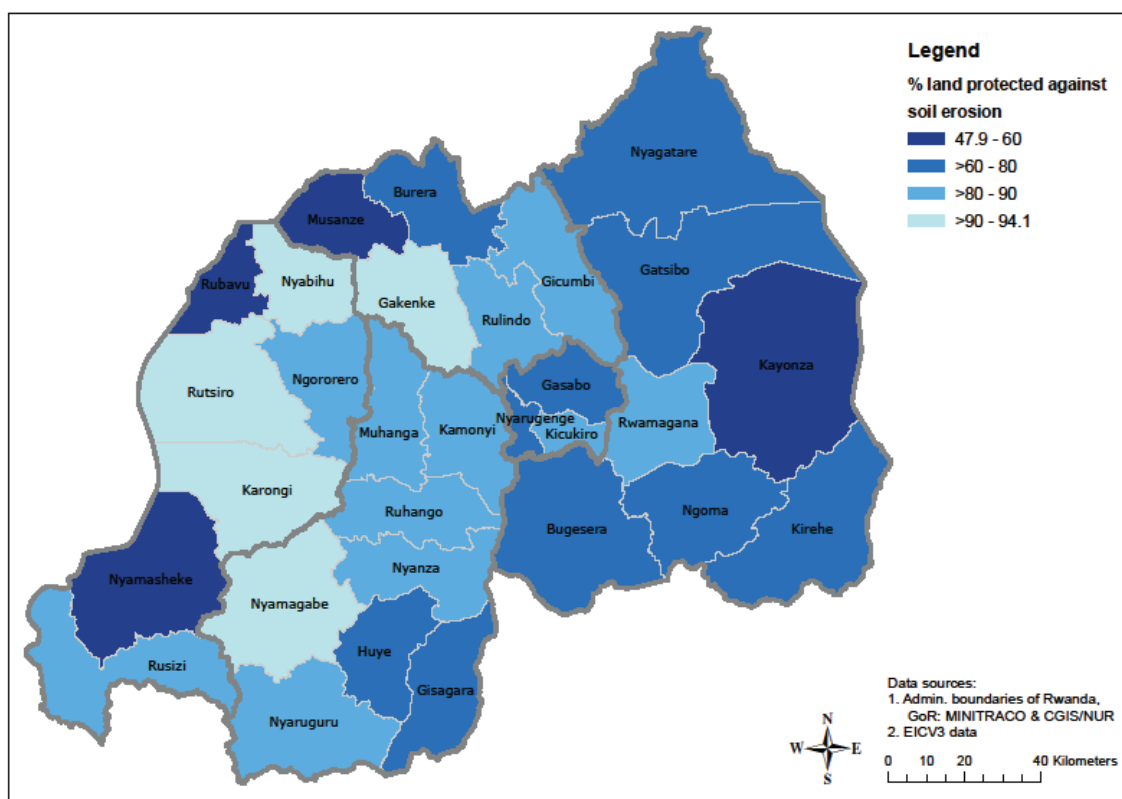 Legend
% land protected against
soil erosion
47.9 - 60
>60 - 80
>80 - 90
>90 - 94.1
Nyagatare
Burera
Musanze
Rubavu
Nyabihu
Gakenke
Gicumbi
Gatsibo
Rulindo
Kayonza
Rutsiro
Ngororero
Gasabo
Nyarugenge
Kicukiro
Rwamagana
Muhanga
Kamonyi
Karongi
Ruhango
Bugesera
Ngoma
Kirehe
Nyamasheke
Nyanza
Nyamagabe
Huye
Rusizi
Gisagara
Nyaruguru
Data sources:
1. Admin. boundaries of Rwanda,
GoR: MINITRACO & CGIS/NUR
2. EICV3 data
N
W E
S
0 10 20 40 Kilometers